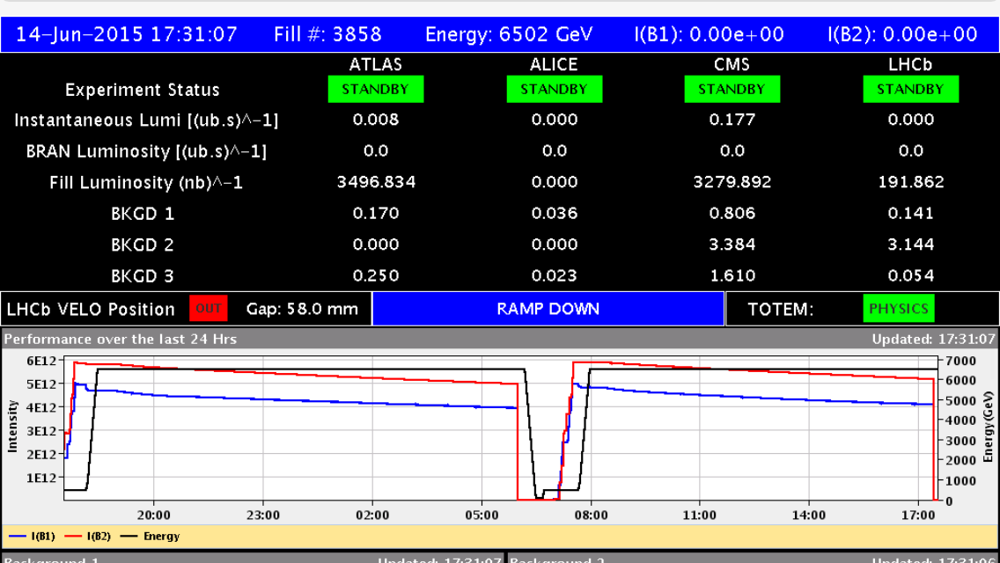 14-Jun-2015 17:31:07 Fill #: 3858 Energy: 6502 GeV I(B1): 0.00e+00 I(B2): 0.00e+00
ATLAS ALICE CMS LHCb
Experiment Status STANDBY STANDBY STANDBY STANDBY
Instantaneous Lumi [(ub.s)^-1] 0.008 0.000 0.177 0.000
BRAN Luminosity [(ub.s)^-1] 0.0 0.0 0.0 0.0
Fill Luminosity (nb)^-1 3496.834 0.000 3279.892 191.862
BKGD 1 0.170 0.036 0.806 0.141
BKGD 2 0.000 0.000 3.384 3.144
BKGD 3 0.250 0.023 1.610 0.054
LHCb VELO Position OUT Gap: 58.0 mm RAMP DOWN TOTEM: PHYSICS
Performance over the last 24 Hrs Updated: 17:31:07
6E12 7000
5E12 6000
4E12 5000
3E12 4000
2E12 3000
1E12 2000
1000
0
Intensity
Energy(GeV)
20:00 23:00 02:00 05:00 08:00 11:00 14:00 17:00
I(B1) I(B2) Energy
Background 1 Updated: 17:31:07 Background 2 Updated: 17:31:06